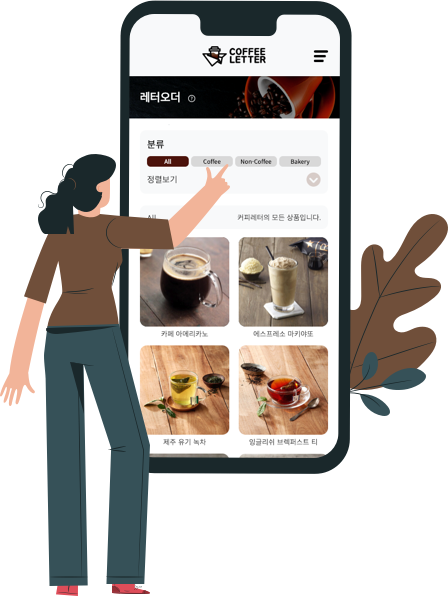 COFFEE
LETTER
레터오더 ?
분류
All Coffee Non-Coffee Bakery
정렬보기
All 커피레터의 모든 상품입니다.
카페 아메리카노 에스프레소 마키야또
제주 유기 녹차 잉글리쉬 브렉퍼스트 티